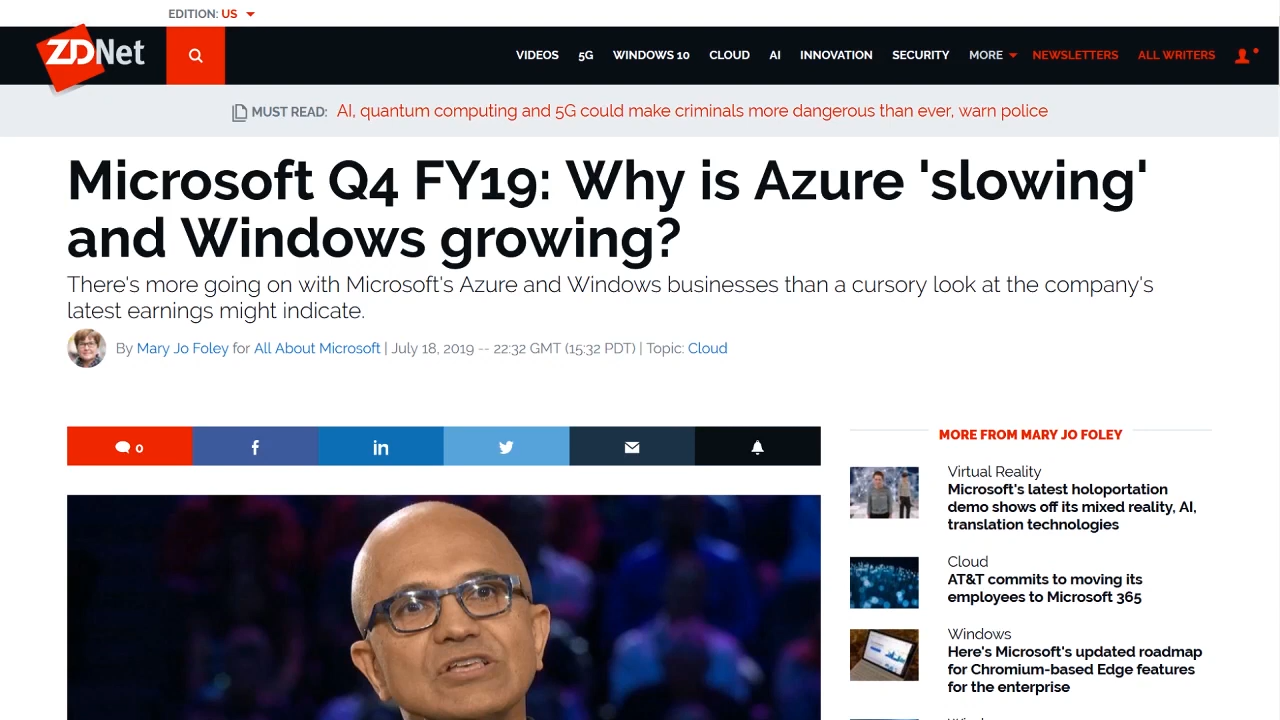 EDITION: US
ZDNet
VIDEOS 5G WINDOWS 10 CLOUD AI INNOVATION SECURITY MORE NEWSLETTERS ALL WRITERS
MUST READ: AI, quantum computing and 5G could make criminals more dangerous than ever, warn police
Microsoft Q4 FY19: Why is Azure 'slowing'
and Windows growing?
There's more going on with Microsoft's Azure and Windows businesses than a cursory look at the company's
latest earnings might indicate.
By Mary Jo Foley for All About Microsoft | July 18, 2019 -- 22:32 GMT (15:32 PDT) | Topic: Cloud
0
f
in
MORE FROM MARY JO FOLEY
Virtual Reality
Microsoft's latest holoportation
demo shows off its mixed reality, AI,
translation technologies
Cloud
AT&T commits to moving its
employees to Microsoft 365
Windows
Here's Microsoft's updated roadmap
for Chromium-based Edge features
for the enterprise